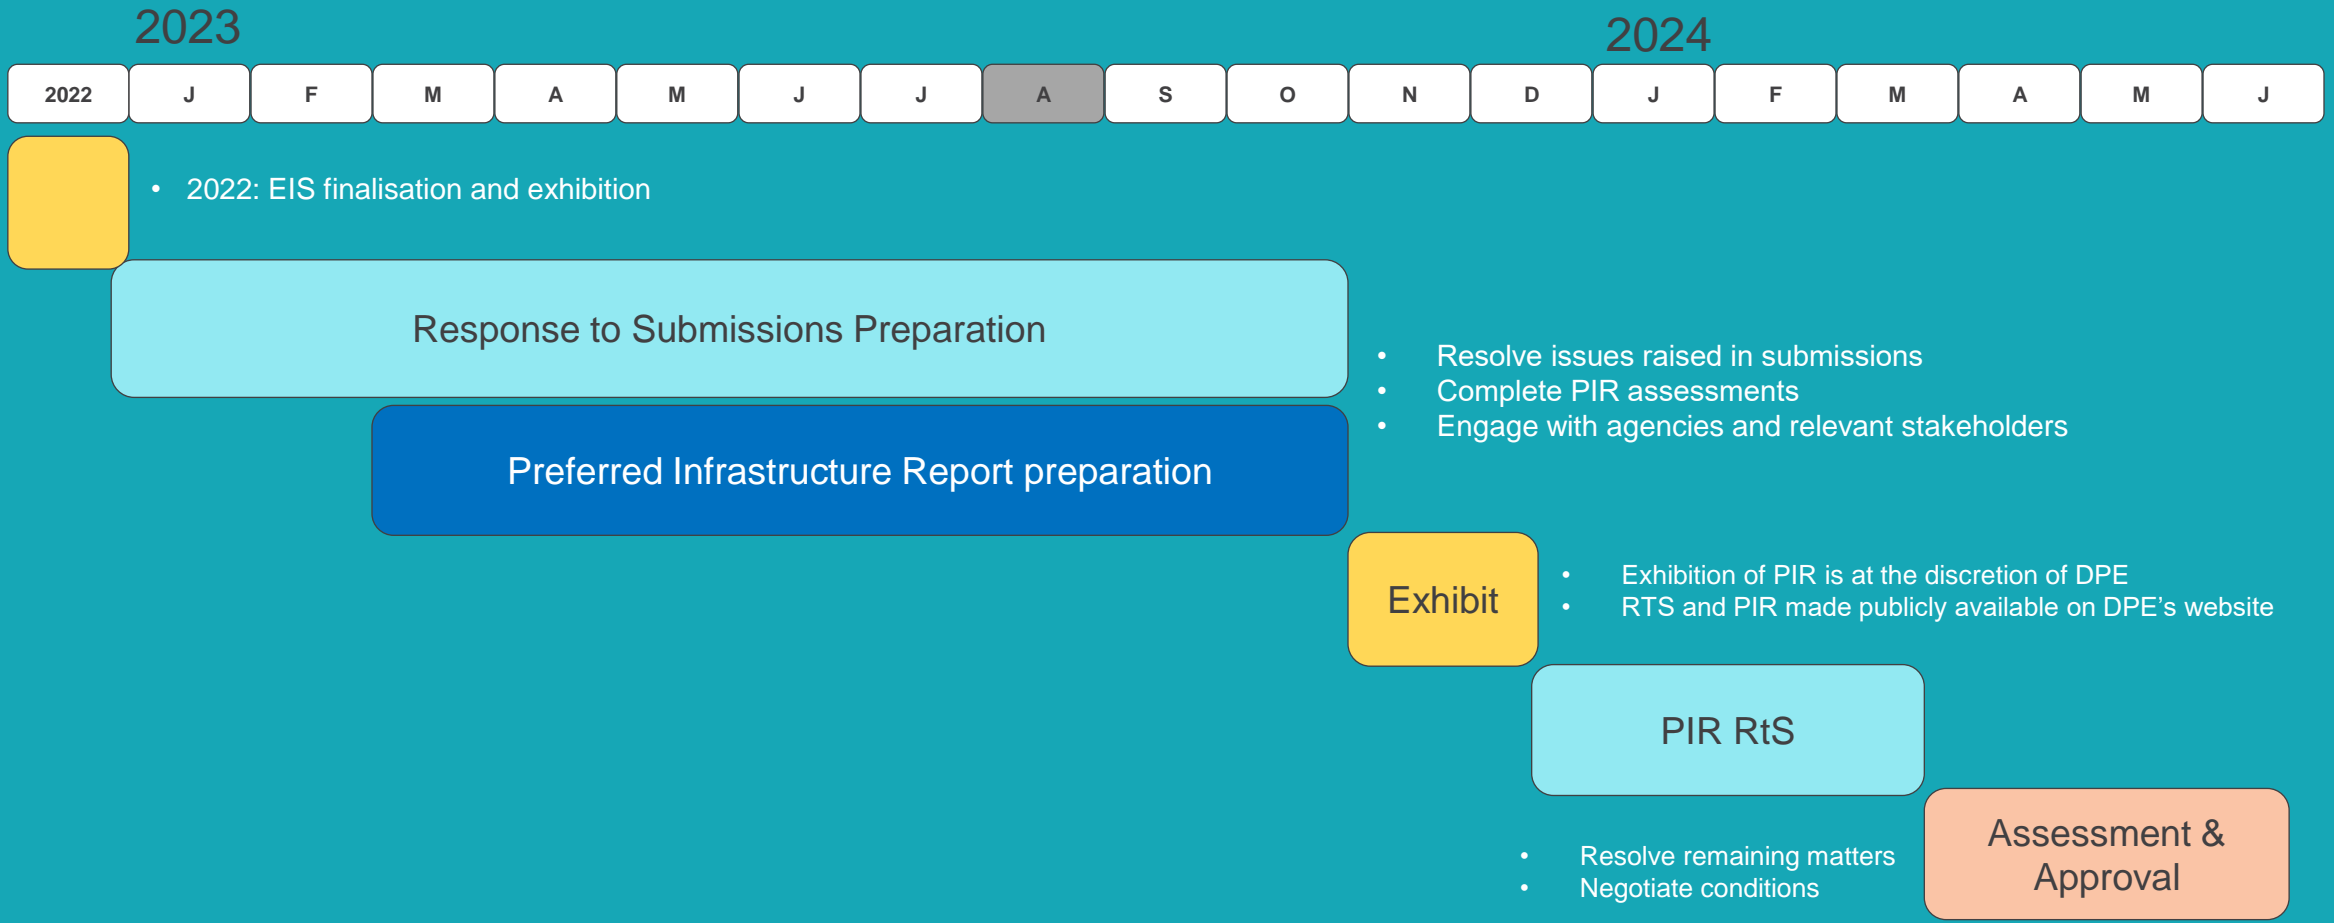 2023
2024
2022 J F M A M J J A S O N D J F M A M J
• 2022: EIS finalisation and exhibition
Response to Submissions Preparation
• Resolve issues raised in submissions
• Complete PIR assessments
• Engage with agencies and relevant stakeholders
Preferred Infrastructure Report preparation
Exhibit
• Exhibition of PIR is at the discretion of DPE
• RTS and PIR made publicly available on DPE’s website
PIR RtS
Assessment &
Approval
• Resolve remaining matters
• Negotiate conditions